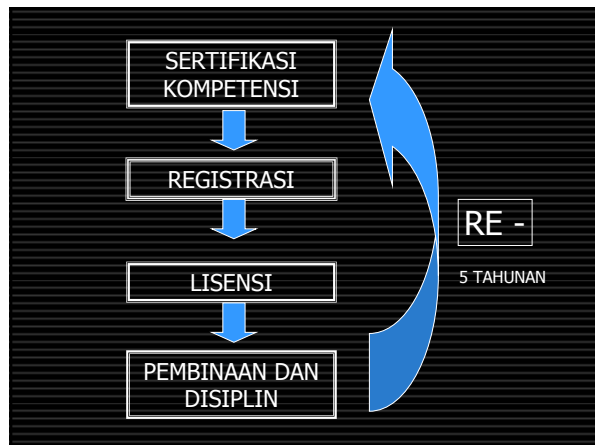 SERTIFIKASI
KOMPETENSI
REGISTRASI
LISENSI
PEMBINAAN DAN
DISIPLIN
RE -
5 TAHUNAN